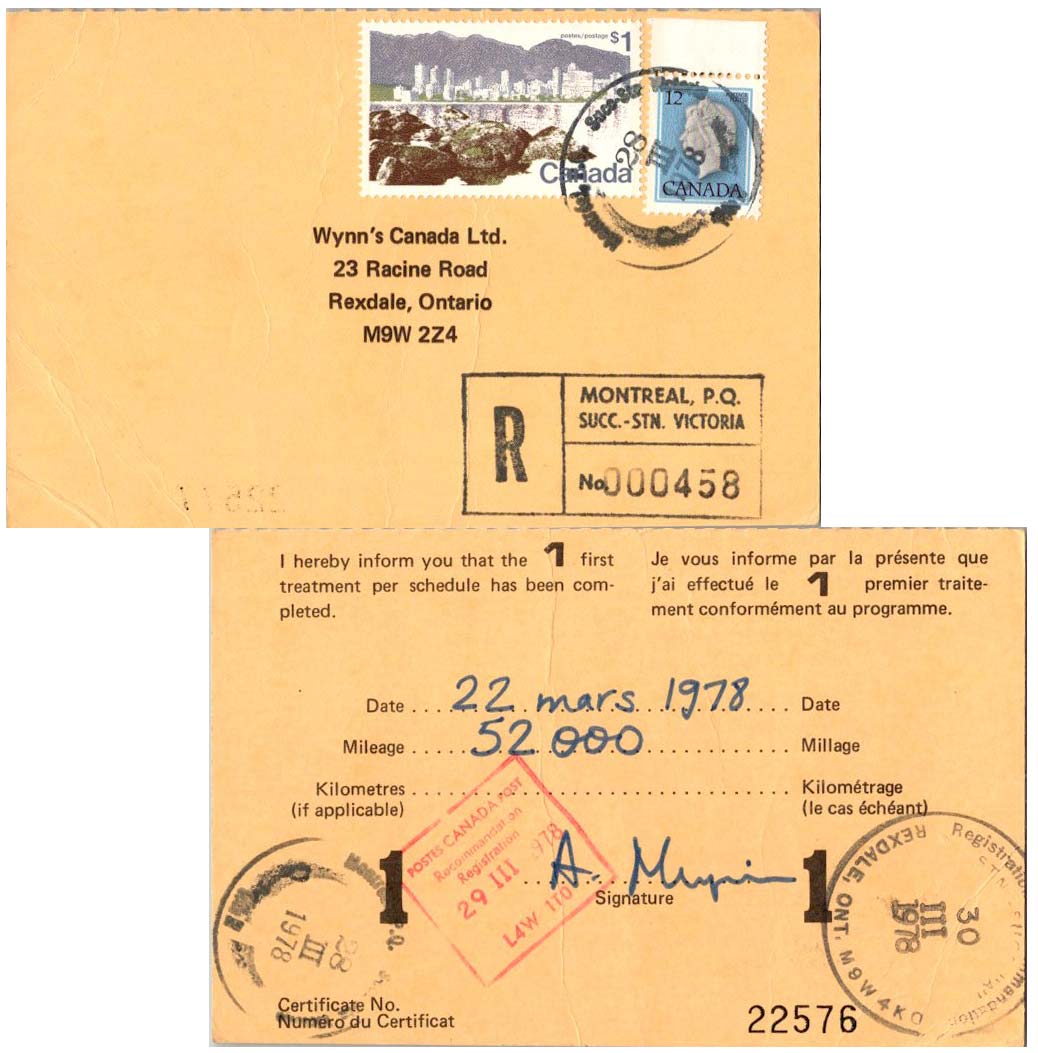 postes/postage $1
Canada
12
CANADA
28
III
78
Wynn's Canada Ltd.
23 Racine Road
Rexdale, Ontario
M9W 2Z4
R
MONTREAL, P.Q.
SUCC.-STN. VICTORIA
No. 000458
I hereby inform you that the 1 first
treatment per schedule has been com-
pleted.
Je vous informe par la présente que
j'ai effectué le 1 premier traite-
ment conformément au programme.
Date 22 mars 1978 Date
Mileage 52 000 Millage
Kilometres
(if applicable)
Kilométrage
(le cas échéant)
POSTES CANADA POST
Recommandation
Registration
29 III 1978
L4W 1T0
1
A.
Signature
1
28
III
1978
Registration
REXDALE, ONT. M9W 4K0
30
III
1978
Certificate No.
Numéro du Certificat
22576